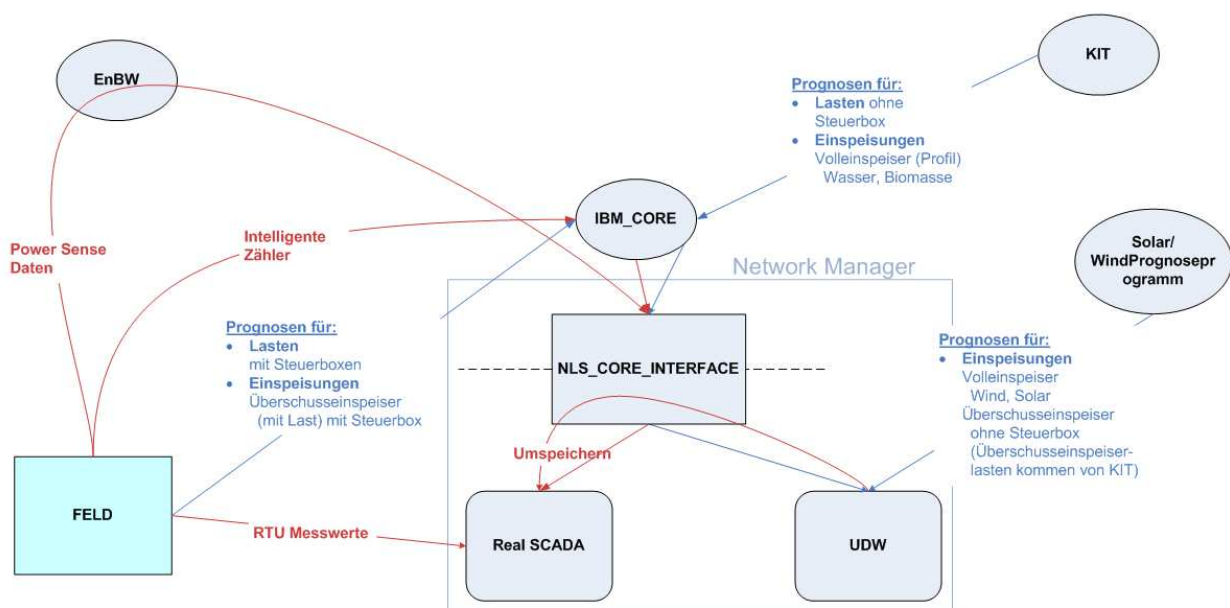 EnBW
KIT
Prognosen für:
• Lasten ohne
Steuerbox
• Einspeisungen
Volleinspeiser (Profil)
Wasser, Biomasse
IBM_CORE
Power Sense
Daten
Intelligente
Zähler
Solar/
WindPrognosepr
ogramm
Network Manager
Prognosen für:
• Lasten
mit Steuerboxen
• Einspeisungen
Überschusseinspeiser
(mit Last) mit Steuerbox
NLS_CORE_INTERFACE
Prognosen für:
• Einspeisungen
Volleinspeiser
Wind, Solar
Überschusseinspeiser
ohne Steuerbox
(Überschusseinspeiser-
lasten kommen von KIT)
Umspeichern
FELD
RTU Messwerte
Real SCADA
UDW